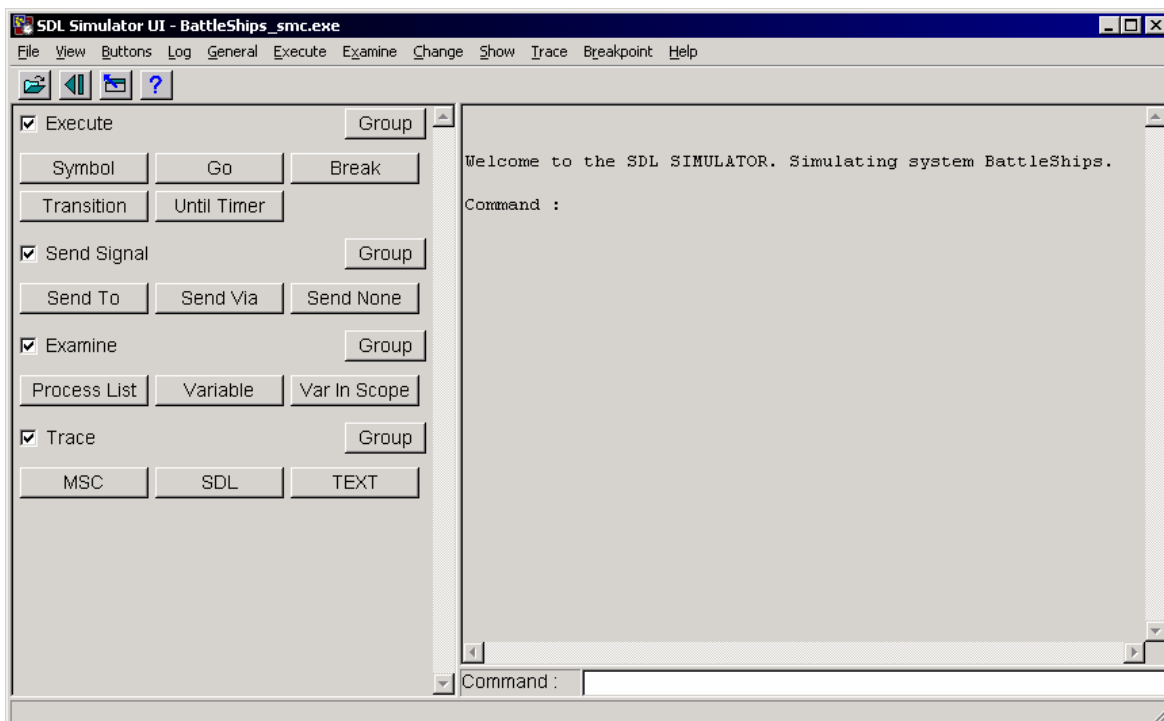 SDL Simulator UI - BattleShips_smc.exe
File View Buttons Log General Execute Examine Change Show Trace Breakpoint Help
?
Execute Group
Symbol Go Break
Transition Until Timer
Send Signal Group
Send To Send Via Send None
Examine Group
Process List Variable Var In Scope
Trace Group
MSC SDL TEXT
Welcome to the SDL SIMULATOR. Simulating system BattleShips.
Command :
Command :